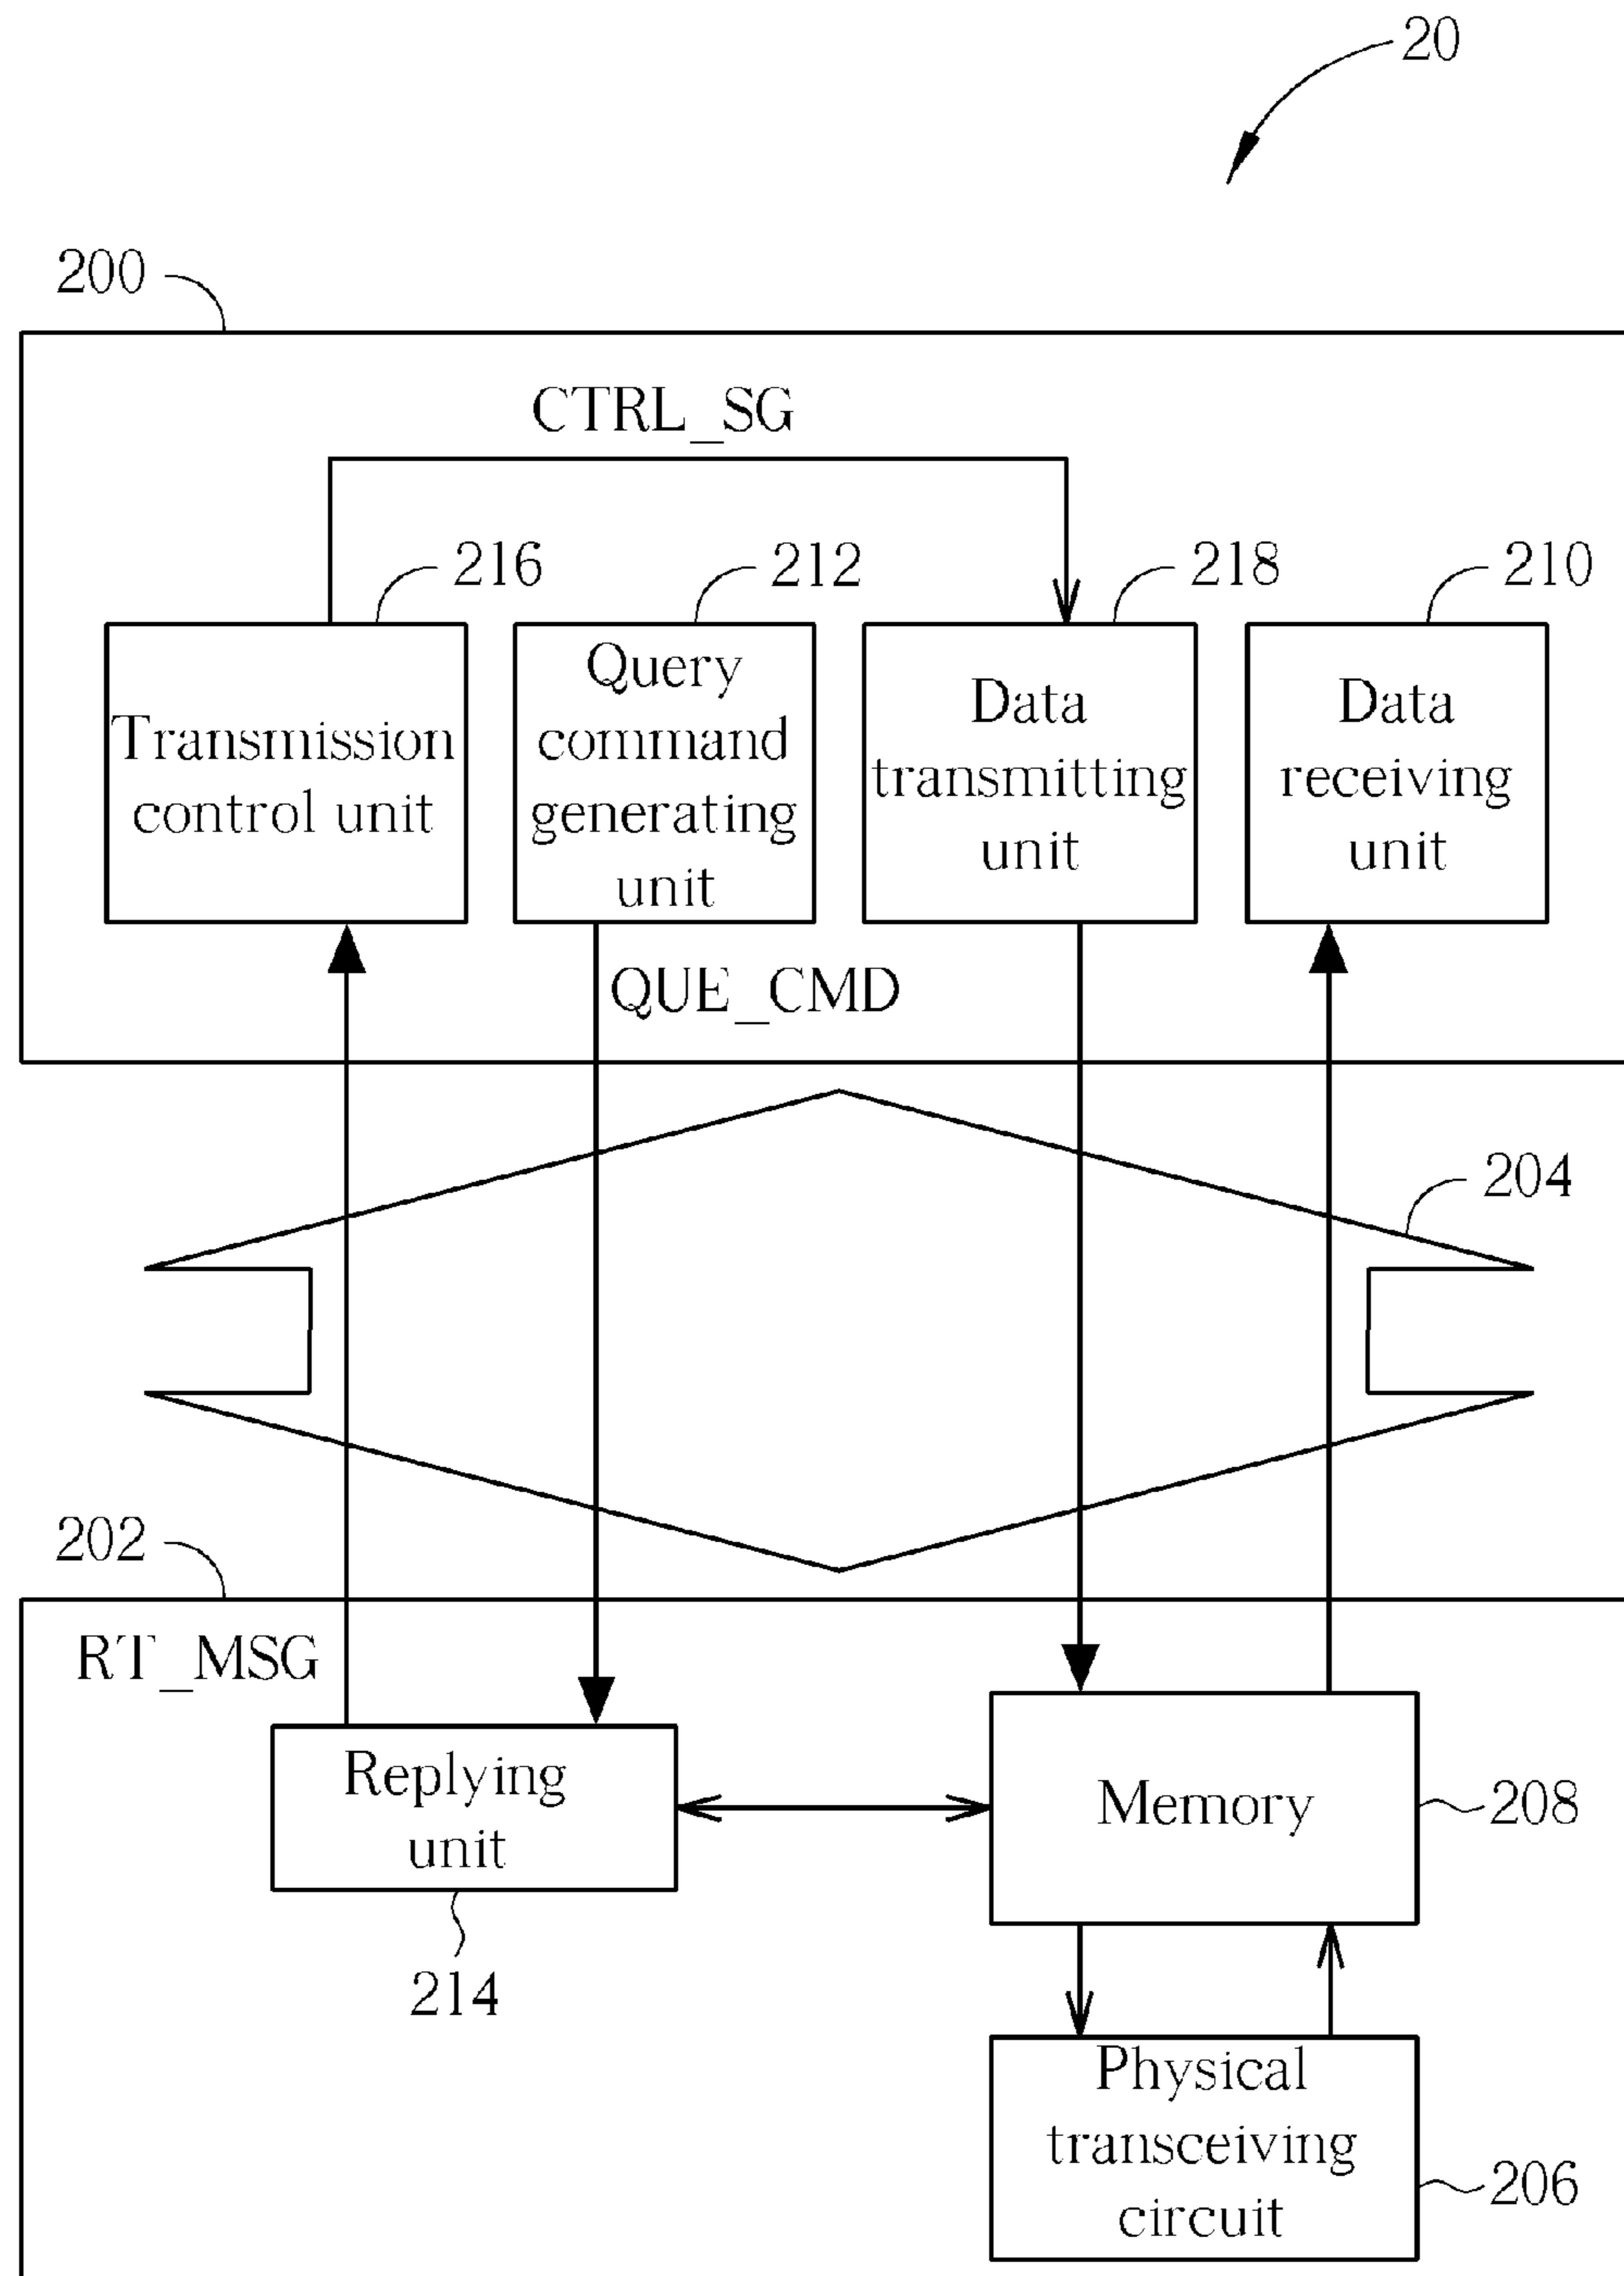 20
200
CTRL_SG
216
212
218
210
Transmission
control unit
Query
command
generating
unit
Data
transmitting
unit
Data
receiving
unit
QUE_CMD
204
202
RT_MSG
Replying
unit
214
Memory
208
Physical
transceiving
circuit
206